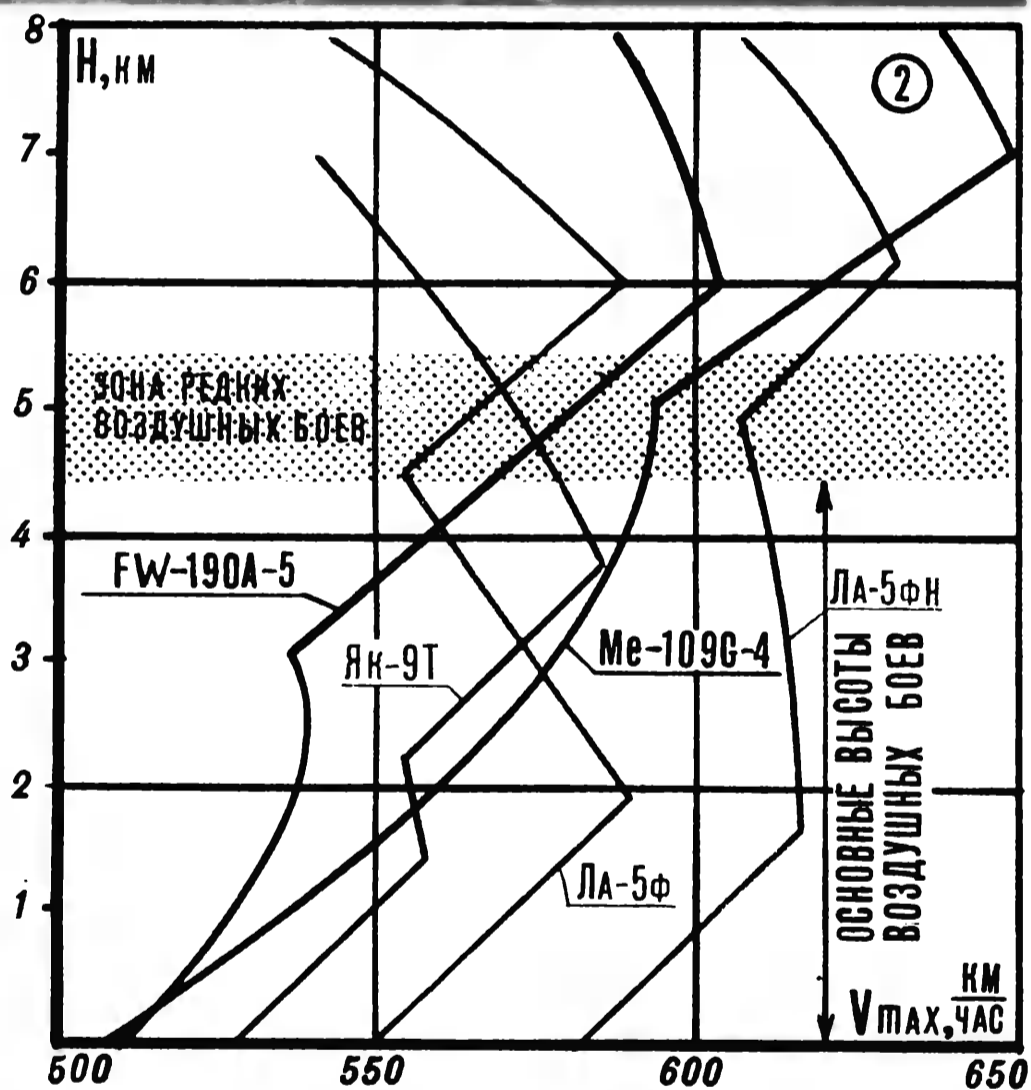 8
H, км
2
7
6
ЗОНА РЕДКИХ
ВОЗДУШНЫХ БОЕВ
5
4
FW-190A-5
Ла-5фн
Як-9Т
Ме-109G-4
3
2
ОСНОВНЫЕ ВЫСОТЫ
ВОЗДУШНЫХ БОЕВ
Ла-5ф
1
Vmax, км/час
500 550 600 650